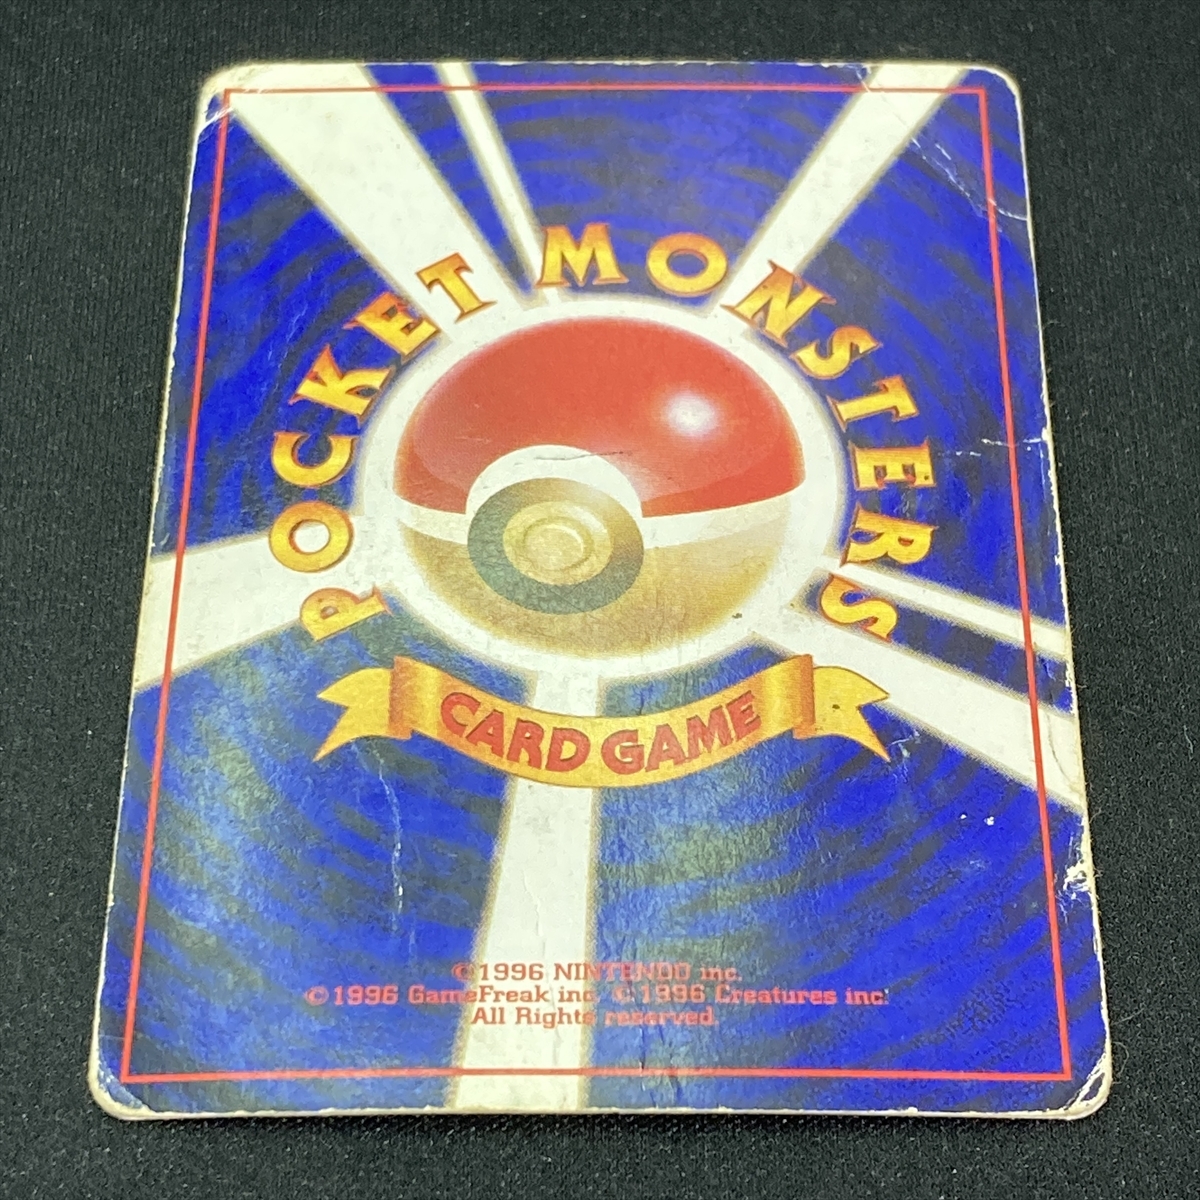 POCKET MONSTERS
CARD GAME
©1996 NINTENDO inc.
©1996 GameFreak inc. ©1996 Creatures inc.
All Rights reserved.